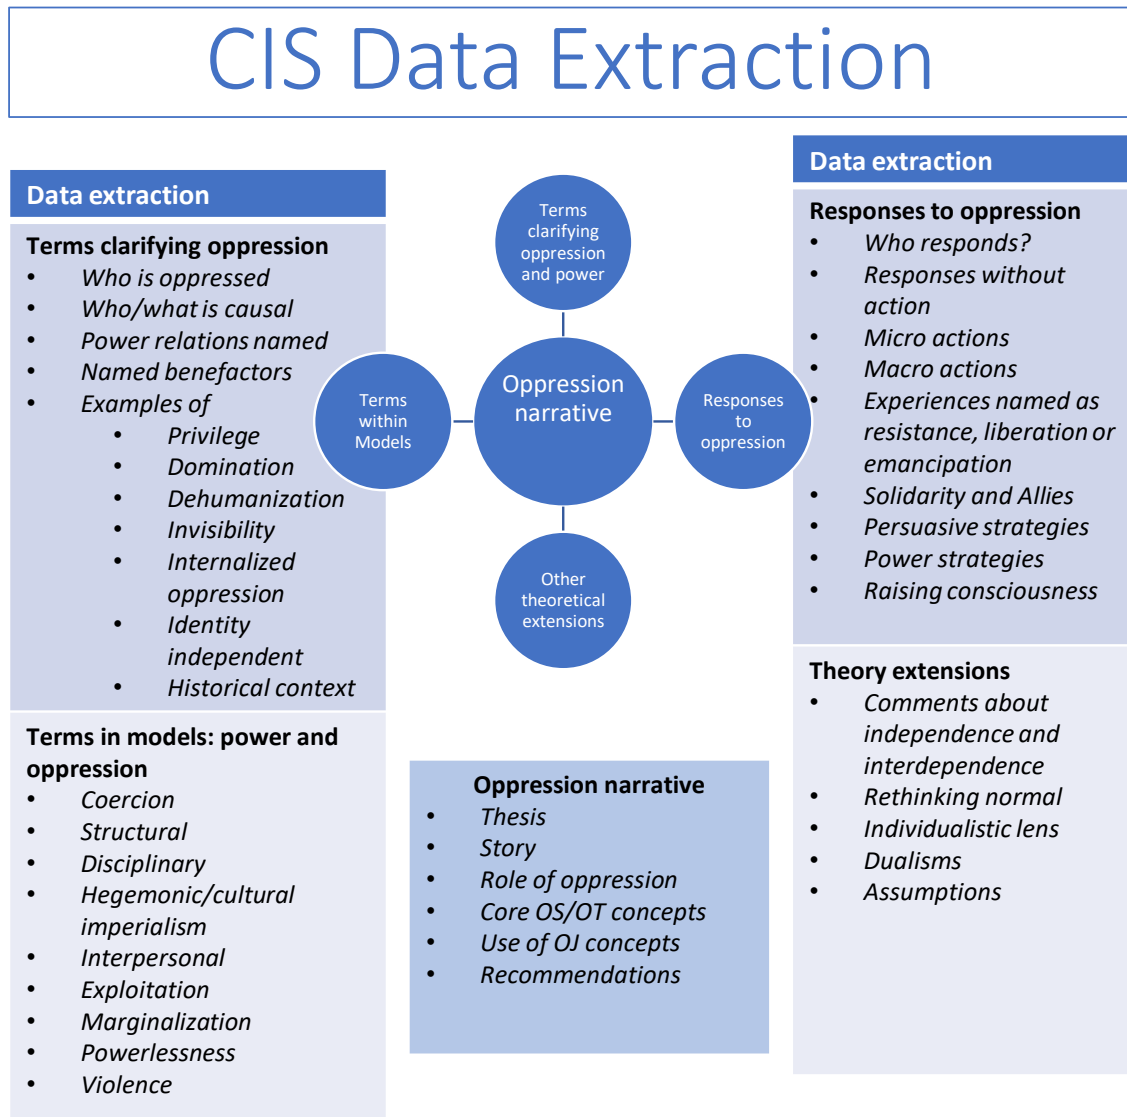 CIS Data Extraction
Data extraction
Terms clarifying oppression
• Who is oppressed
• Who/what is causal
• Power relations named
• Named benefactors
• Examples of
• Privilege
• Domination
• Dehumanization
• Invisibility
• Internalized
oppression
• Identity
independent
• Historical context
Terms in models: power and
oppression
• Coercion
• Structural
• Disciplinary
• Hegemonic/cultural
imperialism
• Interpersonal
• Exploitation
• Marginalization
• Powerlessness
• Violence
Terms
clarifying
oppression
and power
Terms
within
Models
Oppression
narrative
Responses
to
oppression
Other
theoretical
extensions
Oppression narrative
• Thesis
• Story
• Role of oppression
• Core OS/OT concepts
• Use of OJ concepts
• Recommendations
Data extraction
Responses to oppression
• Who responds?
• Responses without
action
• Micro actions
• Macro actions
• Experiences named as
resistance, liberation or
emancipation
• Solidarity and Allies
• Persuasive strategies
• Power strategies
• Raising consciousness
Theory extensions
• Comments about
independence and
interdependence
• Rethinking normal
• Individualistic lens
• Dualisms
• Assumptions